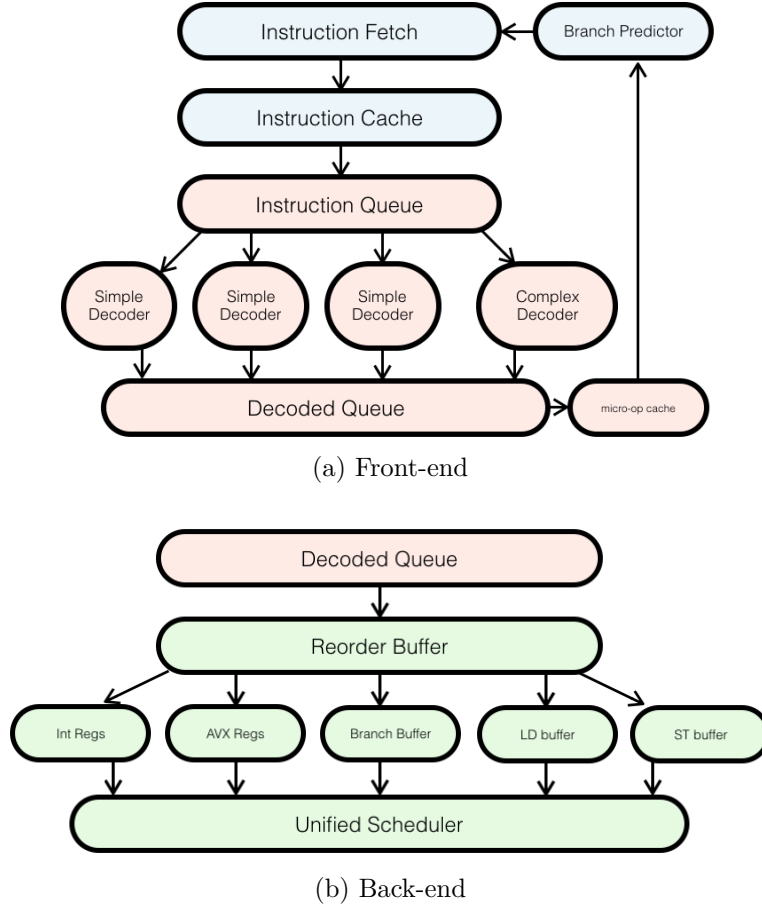 Instruction Fetch
Branch Predictor
Instruction Cache
Instruction Queue
Simple
Decoder
Simple
Decoder
Simple
Decoder
Complex
Decoder
Decoded Queue
micro-op cache
(a) Front-end
Decoded Queue
Reorder Buffer
Int Regs
AVX Regs
Branch Buffer
LD buffer
ST buffer
Unified Scheduler
(b) Back-end